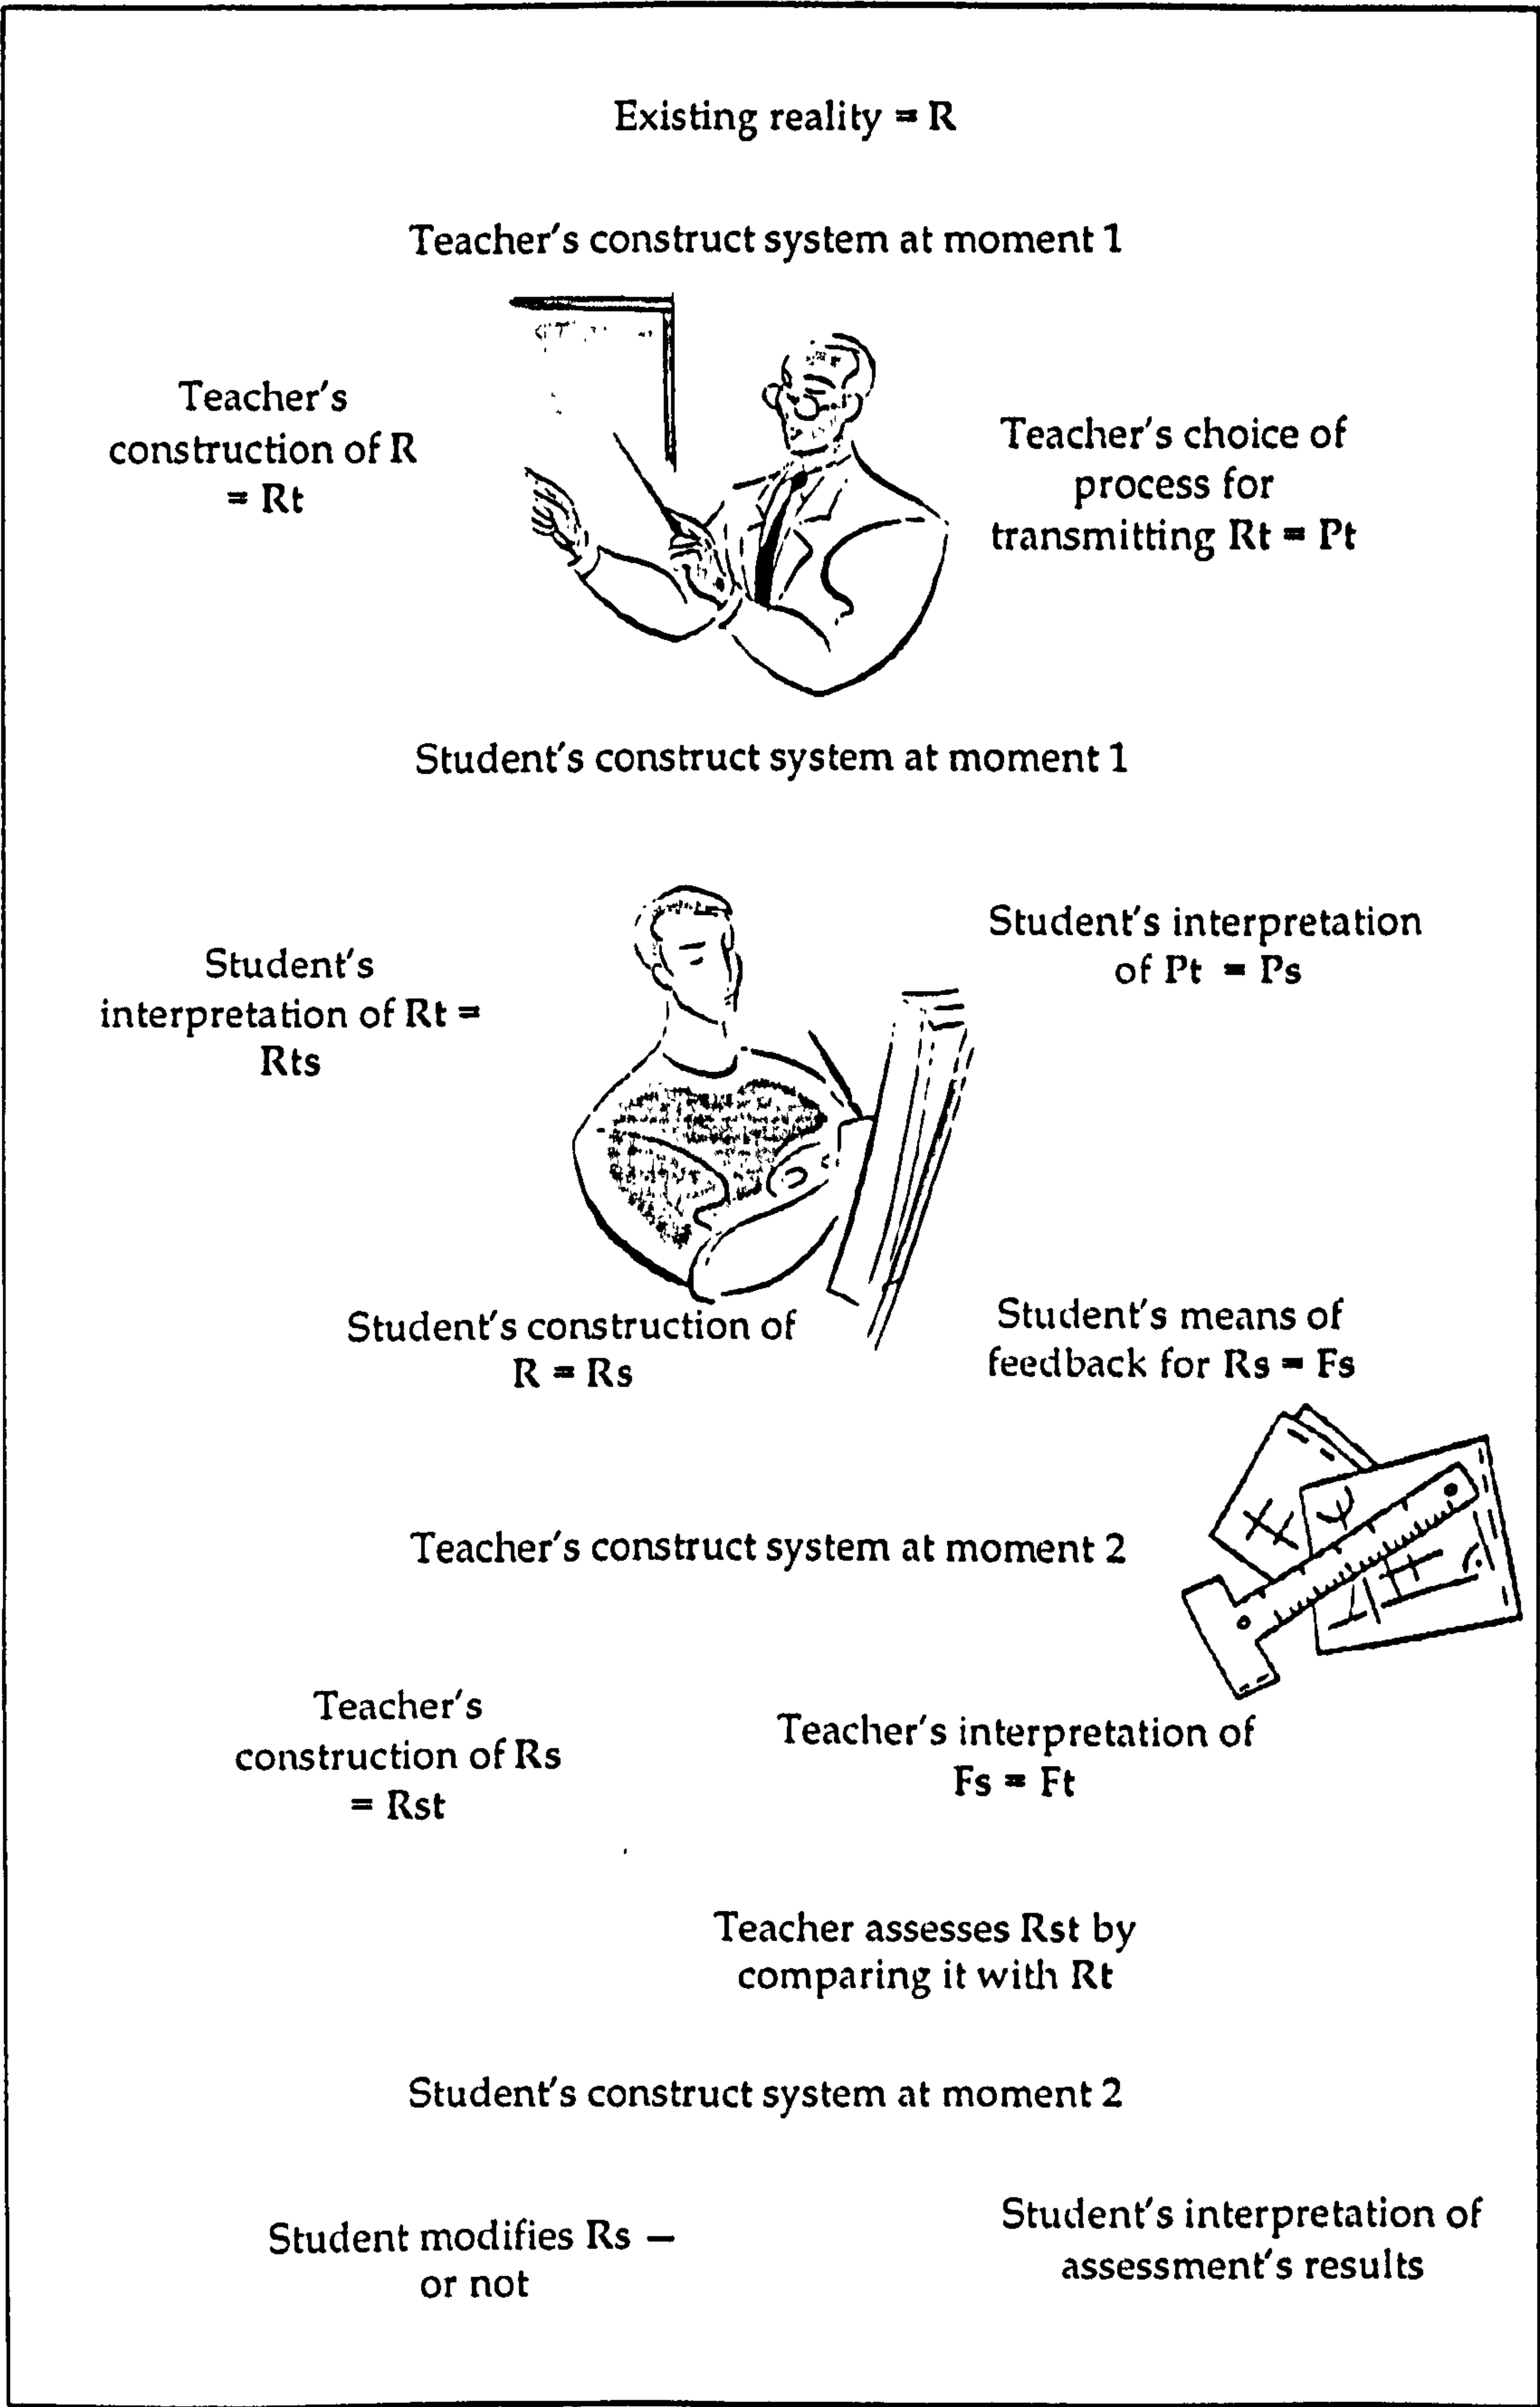 Existing reality = R
Teacher's construct system at moment 1
Teacher's
construction of R
= Rt
Teacher's choice of
process for
transmitting Rt = Pt
Student's construct system at moment 1
Student's
interpretation of Rt =
Rts
Student's interpretation
of Pt = Ps
Student's construction of
R = Rs
Student's means of
feedback for Rs = Fs
Teacher's construct system at moment 2
Teacher's
construction of Rs
= Rst
Teacher's interpretation of
Fs = Ft
Teacher assesses Rst by
comparing it with Rt
Student's construct system at moment 2
Student modifies Rs –
or not
Student's interpretation of
assessment's results